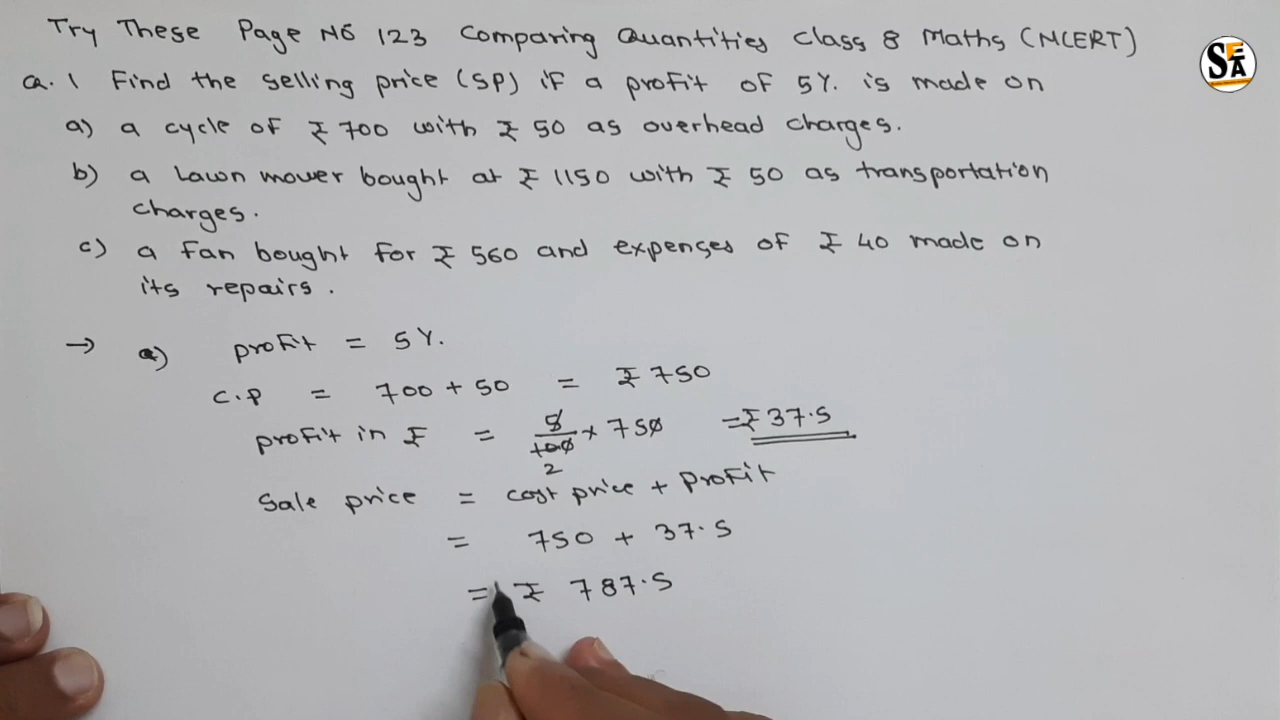 Try These Page No 123 Comparing Quantities Class 8 Maths (NCERT)
SFA
Q. 1 Find the selling price (SP) if a profit of 5%. is made on
a) a cycle of ₹ 700 with ₹ 50 as overhead charges.
b) a Lawn mower bought at ₹ 1150 with ₹ 50 as transportation
charges.
c) a fan bought for ₹ 560 and expenses of ₹ 40 made on
its repairs.
→ a) profit = 5%.
C.P = 700 + 50 = ₹ 750
profit in ₹ = 5/100 × 750 = ₹ 37.5
2
Sale price = cost price + profit
= 750 + 37.5
= ₹ 787.5